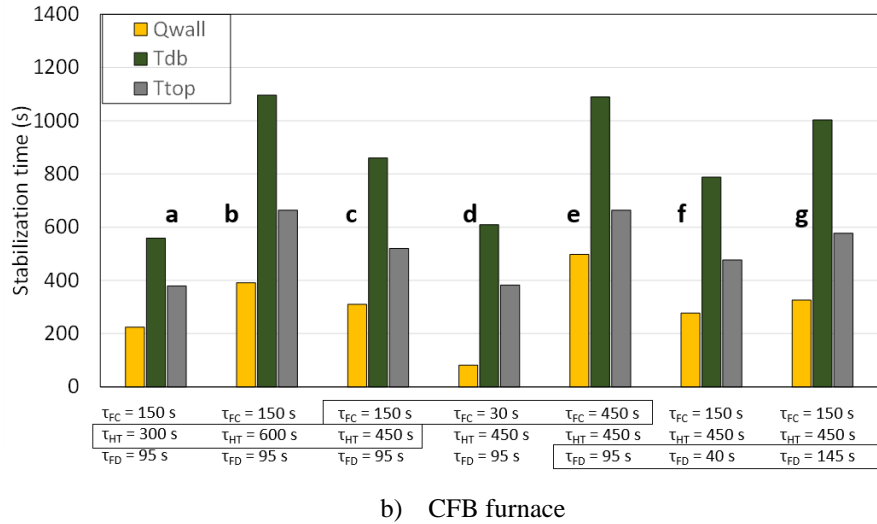 1400
1200
1000
800
600
400
200
0
Stabilization time (s)
Qwall
Tdb
Ttop
a
b
c
d
e
f
g
τFC = 150 s
τHT = 300 s
τFD = 95 s
τFC = 150 s
τHT = 600 s
τFD = 95 s
τFC = 150 s
τHT = 450 s
τFD = 95 s
τFC = 30 s
τHT = 450 s
τFD = 95 s
τFC = 450 s
τHT = 450 s
τFD = 95 s
τFC = 150 s
τHT = 450 s
τFD = 40 s
τFC = 150 s
τHT = 450 s
τFD = 145 s
b) CFB furnace